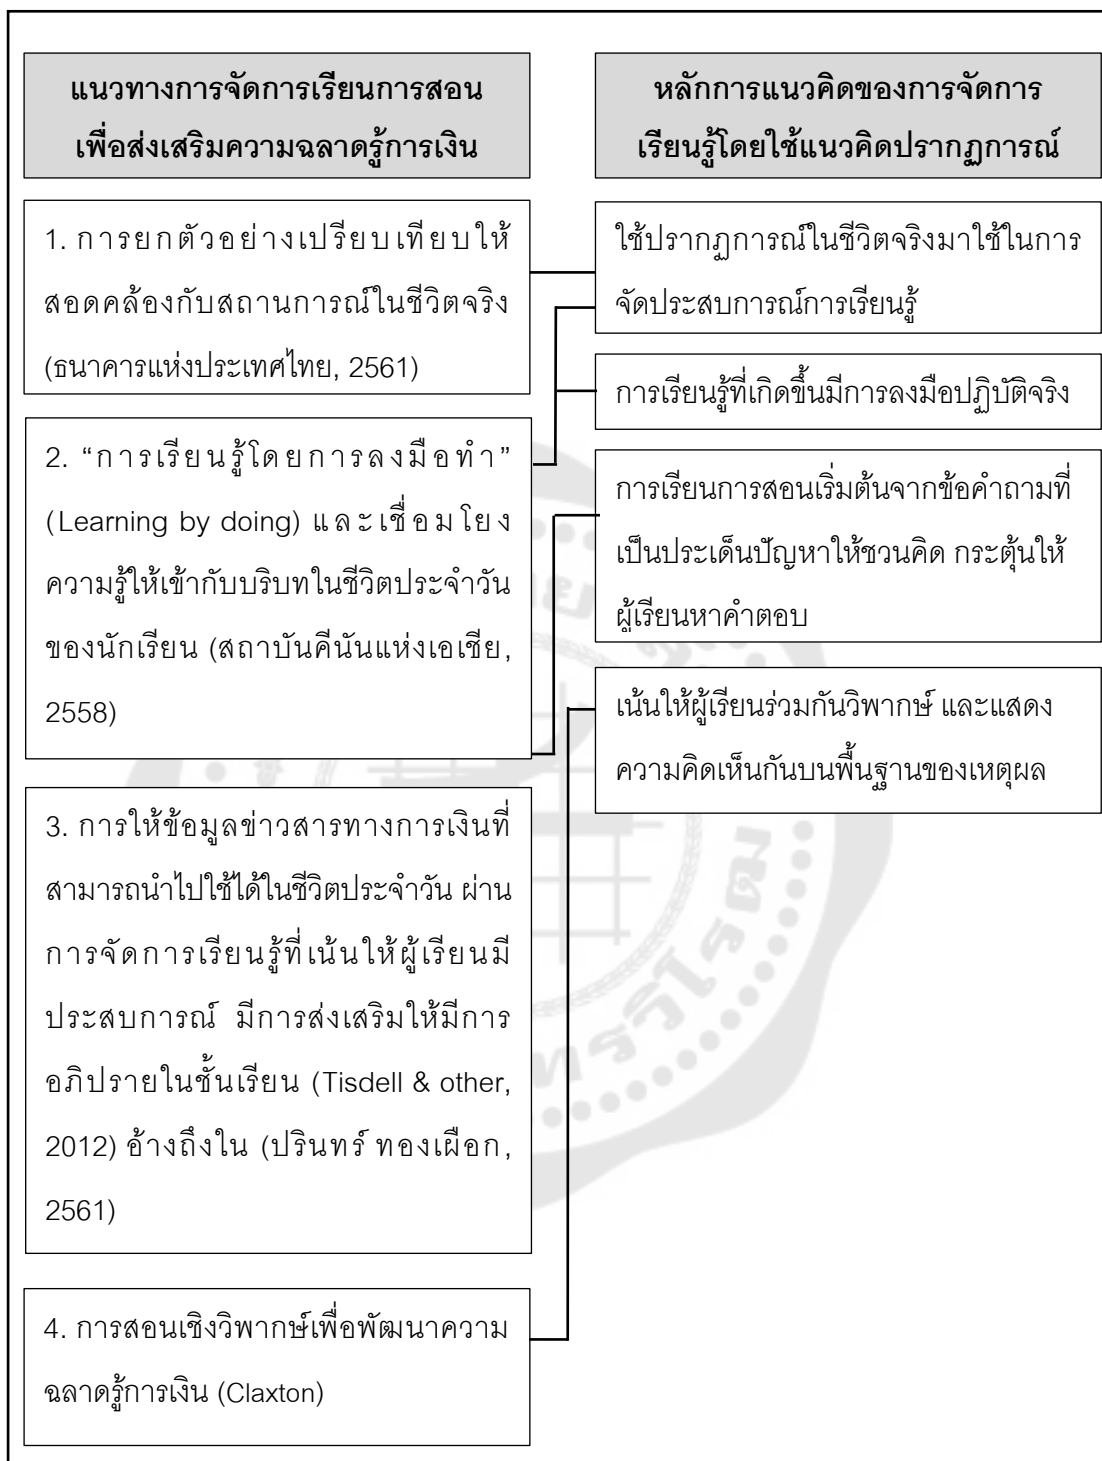 แนวทางการจัดการเรียนการสอน
เพื่อส่งเสริมความฉลาดรู้การเงิน
หลักการแนวคิดของการจัดการ
เรียนรู้โดยใช้แนวคิดปรากฏการณ์
1. การยกตัวอย่างเปรียบเทียบให้
สอดคล้องกับสถานการณ์ในชีวิตจริง
(ธนาคารแห่งประเทศไทย, 2561)
2. “การเรียนรู้โดยการลงมือทำ”
(Learning by doing) และเชื่อมโยง
ความรู้ให้เข้ากับบริบทในชีวิตประจำวัน
ของนักเรียน (สถาบันคีนันแห่งเอเชีย,
2558)
3. การให้ข้อมูลข่าวสารทางการเงินที่
สามารถนำไปใช้ได้ในชีวิตประจำวัน ผ่าน
การจัดการเรียนรู้ที่เน้นให้ผู้เรียนมี
ประสบการณ์ มีการส่งเสริมให้มีการ
อภิปรายในชั้นเรียน (Tisdell & other,
2012) อ้างถึงใน (ปรินทร์ ทองเผือก,
2561)
4. การสอนเชิงวิพากษ์เพื่อพัฒนาความ
ฉลาดรู้การเงิน (Claxton)
ใช้ปรากฏการณ์ในชีวิตจริงมาใช้ในการ
จัดประสบการณ์การเรียนรู้
การเรียนรู้ที่เกิดขึ้นมีการลงมือปฏิบัติจริง
การเรียนการสอนเริ่มต้นจากข้อคำถามที่
เป็นประเด็นปัญหาให้ชวนคิด กระตุ้นให้
ผู้เรียนหาคำตอบ
เน้นให้ผู้เรียนร่วมกันวิพากษ์ และแสดง
ความคิดเห็นกันบนพื้นฐานของเหตุผล